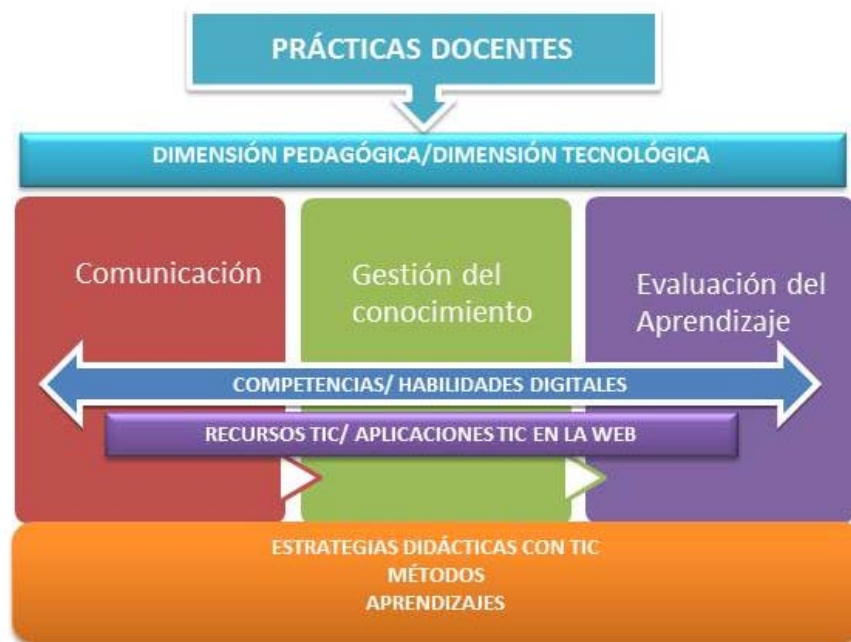 PRÁCTICAS DOCENTES
DIMENSIÓN PEDAGÓGICA/DIMENSIÓN TECNOLÓGICA
Comunicación
Gestión del
conocimiento
Evaluación del
Aprendizaje
COMPETENCIAS/ HABILIDADES DIGITALES
RECURSOS TIC/ APLICACIONES TIC EN LA WEB
ESTRATEGIAS DIDÁCTICAS CON TIC
MÉTODOS
APRENDIZAJES